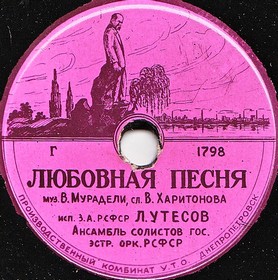 Г 1798
ЛЮБОВНАЯ ПЕСНЯ
муз. В. Мурадели, сл. В. Харитонова
исп. з. а. РСФСР Л. УТЕСОВ
Ансамбль солистов гос.
эстр. орк. РСФСР
ПРОИЗВОДСТВЕННЫЙ КОМБИНАТ УТО ДНЕПРОПЕТРОВСК